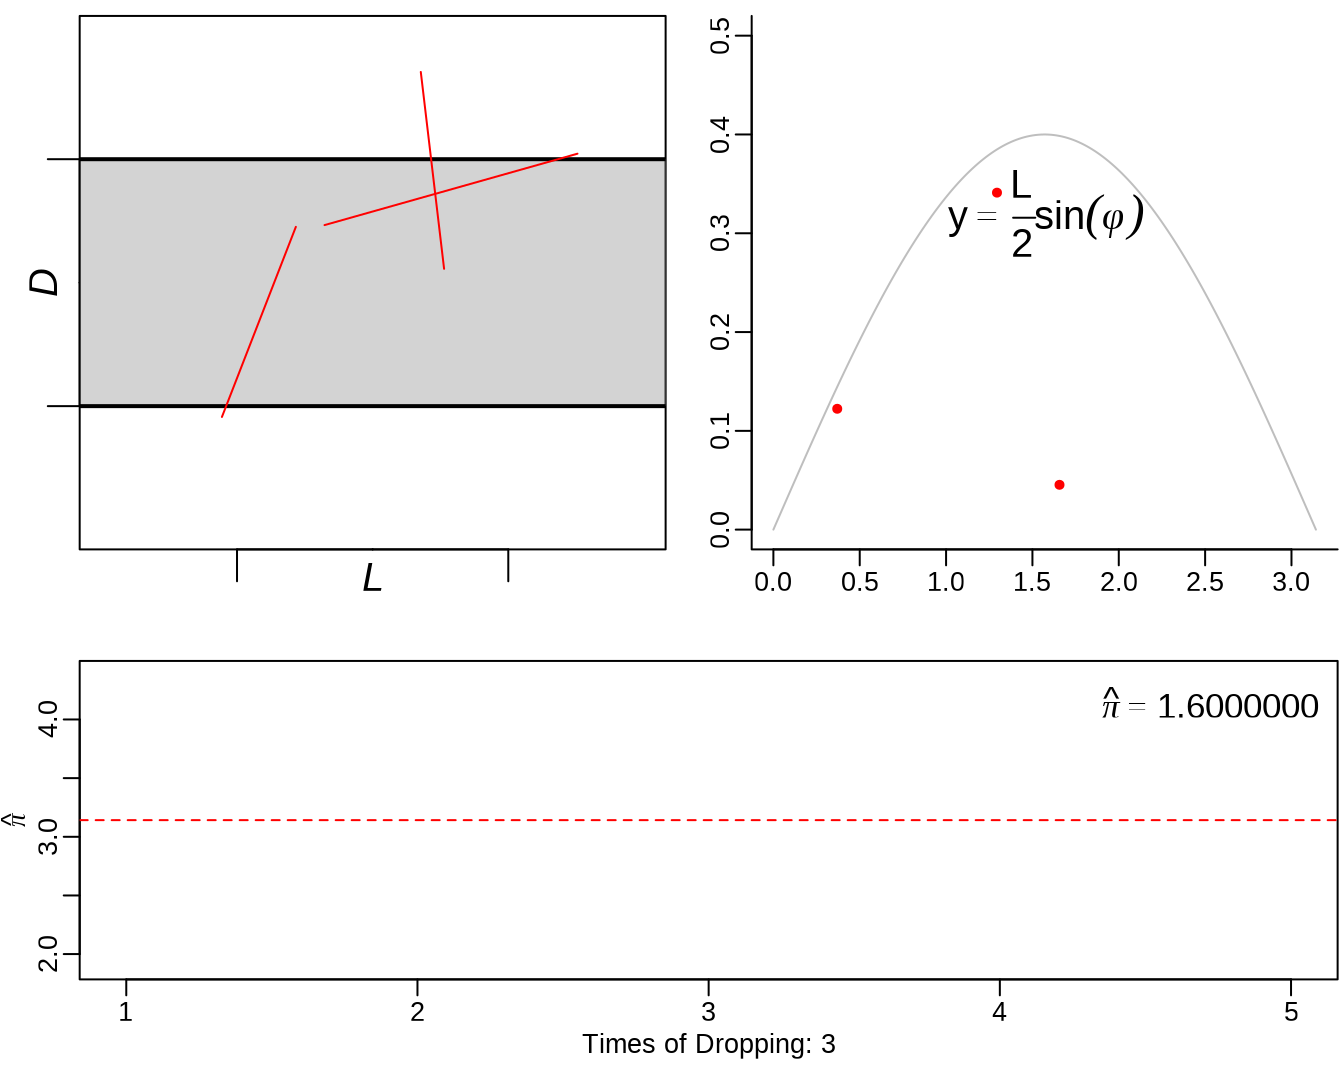 D
L
0.5
0.4
0.3
0.2
0.1
0.0
y = L/2 sin(φ)
0.0 0.5 1.0 1.5 2.0 2.5 3.0
π̂ = 1.6000000
4.0
3.0
2.0
π̂
1 2 3 4 5
Times of Dropping: 3